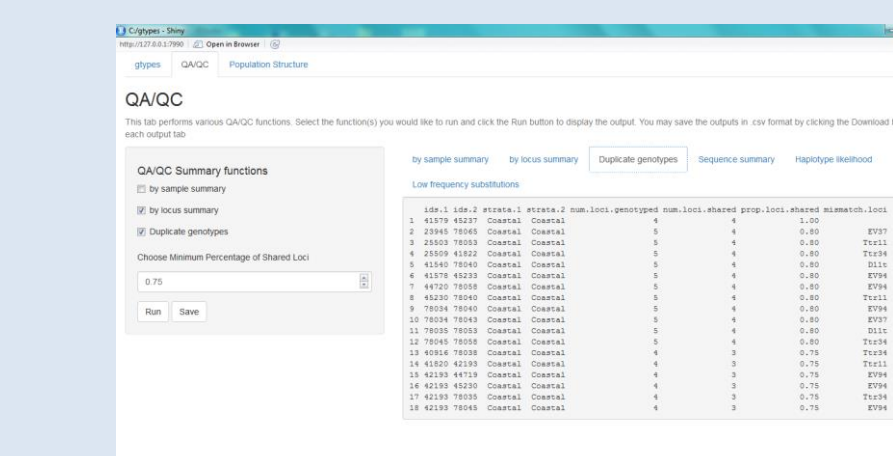 C:/gtypes - Shiny
http://127.0.0.1:7990 Open in Browser
gtypes QA/QC Population Structure
QA/QC
This tab performs various QA/QC functions. Select the function(s) you would like to run and click the Run button to display the output. You may save the outputs in .csv format by clicking the Download
each output tab
QA/QC Summary functions
by sample summary
by locus summary
Duplicate genotypes
Choose Minimum Percentage of Shared Loci
0.75
Run Save
by sample summary by locus summary Duplicate genotypes Sequence summary Haplotype likelihood
Low frequency substitutions
ids.1 ids.2 strata.1 strata.2 num.loci.genotyped num.loci.shared prop.loci.shared mismatch.loci
1 41579 45237 Coastal Coastal 4 4 1.00
2 23945 78065 Coastal Coastal 5 4 0.80 EV37
3 25503 78053 Coastal Coastal 5 4 0.80 Ttr11
4 25509 41822 Coastal Coastal 5 4 0.80 Ttr34
5 41540 78040 Coastal Coastal 5 4 0.80 D11t
6 41578 45233 Coastal Coastal 5 4 0.80 EV94
7 44720 78058 Coastal Coastal 5 4 0.80 EV94
8 45230 78040 Coastal Coastal 5 4 0.80 Ttr11
9 78034 78040 Coastal Coastal 5 4 0.80 EV94
10 78034 78043 Coastal Coastal 5 4 0.80 EV37
11 78035 78053 Coastal Coastal 5 4 0.80 D11t
12 78045 78058 Coastal Coastal 5 4 0.80 Ttr34
13 40916 78038 Coastal Coastal 4 3 0.75 Ttr34
14 41820 42193 Coastal Coastal 4 3 0.75 Ttr11
15 42193 44719 Coastal Coastal 4 3 0.75 EV94
16 42193 45230 Coastal Coastal 4 3 0.75 EV94
17 42193 78035 Coastal Coastal 4 3 0.75 Ttr34
18 42193 78045 Coastal Coastal 4 3 0.75 EV94